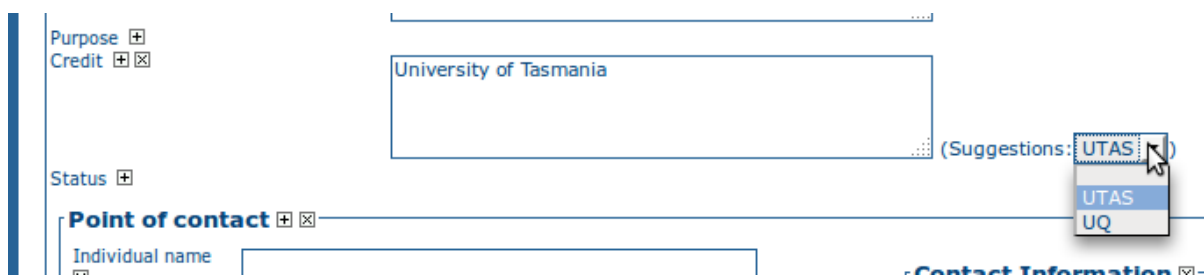 Purpose
Credit
University of Tasmania
(Suggestions: UTAS )
UTAS
UQ
Status
Point of contact
Individual name
Contact Information